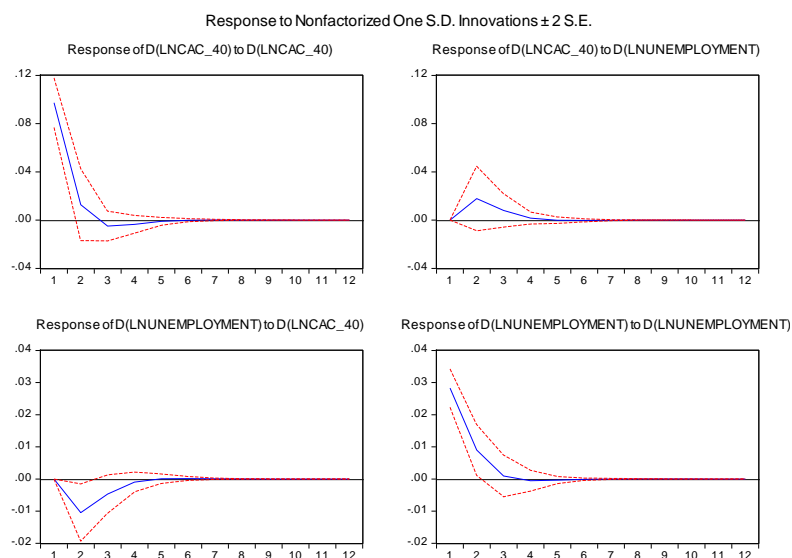 Response to Nonfactorized One S.D. Innovations ± 2 S.E.
Response of D(LNCAC_40) to D(LNCAC_40)
.12
.08
.04
.00
-.04
1 2 3 4 5 6 7 8 9 10 11 12
Response of D(LNCAC_40) to D(LNUNEMPLOYMENT)
.12
.08
.04
.00
-.04
1 2 3 4 5 6 7 8 9 10 11 12
Response of D(LNUNEMPLOYMENT) to D(LNCAC_40)
.04
.03
.02
.01
.00
-.01
-.02
1 2 3 4 5 6 7 8 9 10 11 12
Response of D(LNUNEMPLOYMENT) to D(LNUNEMPLOYMENT)
.04
.03
.02
.01
.00
-.01
-.02
1 2 3 4 5 6 7 8 9 10 11 12